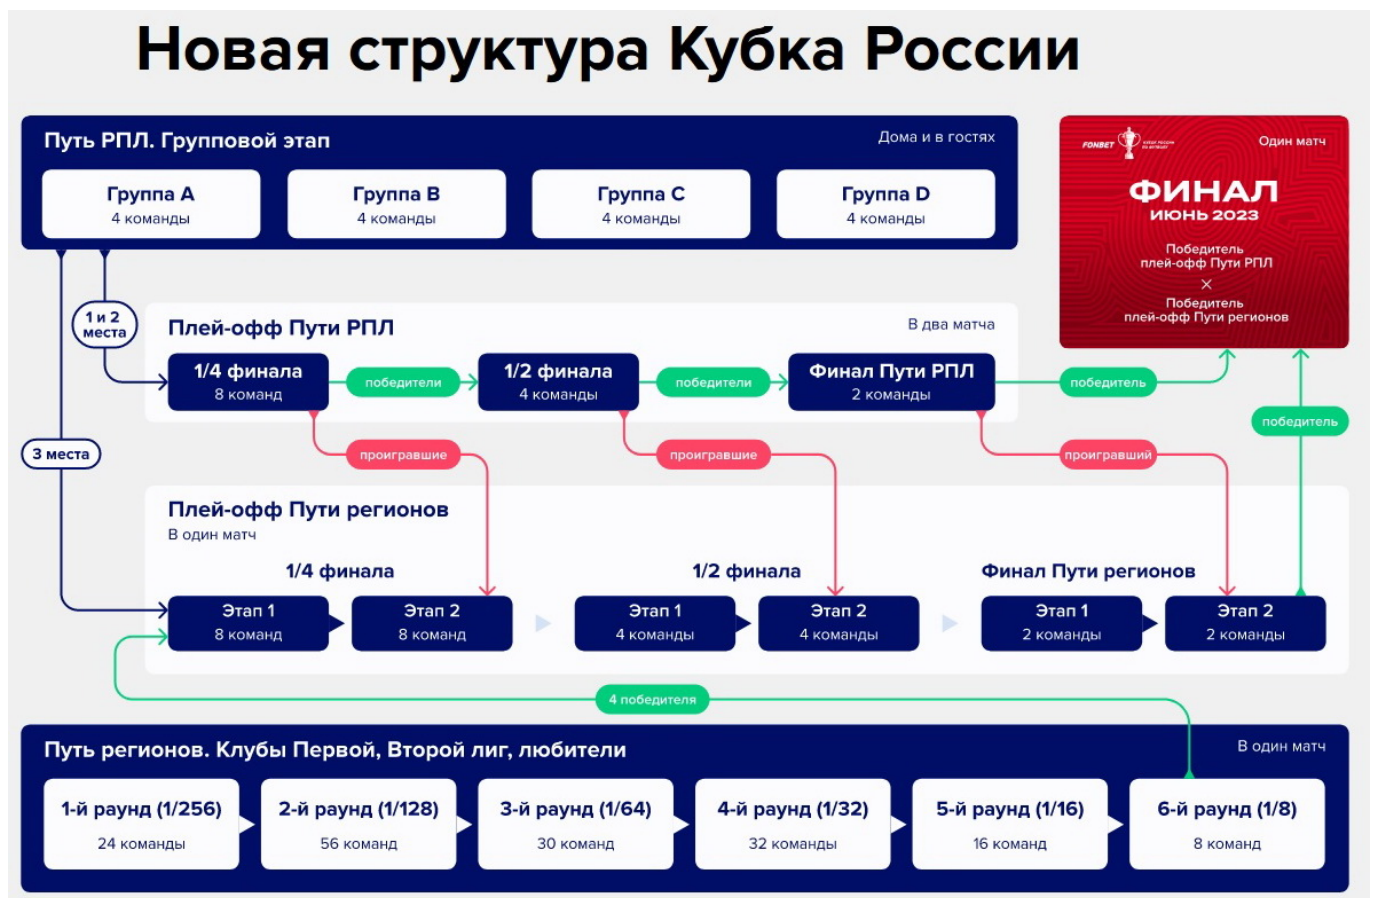 Новая структура Кубка России
Путь РПЛ. Групповой этап
Дома и в гостях
Группа A
4 команды
Группа B
4 команды
Группа C
4 команды
Группа D
4 команды
FONBET
Один матч
ФИНАЛ
ИЮНЬ 2023
Победитель
плей-офф Пути РПЛ
×
Победитель
плей-офф Пути регионов
1 и 2
места
Плей-офф Пути РПЛ
В два матча
1/4 финала
8 команд
победители
1/2 финала
4 команды
победители
Финал Пути РПЛ
2 команды
победитель
победитель
3 места
проигравшие
проигравшие
проигравший
Плей-офф Пути регионов
В один матч
1/4 финала
1/2 финала
Финал Пути регионов
Этап 1
8 команд
Этап 2
8 команд
Этап 1
4 команды
Этап 2
4 команды
Этап 1
2 команды
Этап 2
2 команды
4 победителя
Путь регионов. Клубы Первой, Второй лиг, любители
В один матч
1-й раунд (1/256)
24 команды
2-й раунд (1/128)
56 команд
3-й раунд (1/64)
30 команд
4-й раунд (1/32)
32 команды
5-й раунд (1/16)
16 команд
6-й раунд (1/8)
8 команд